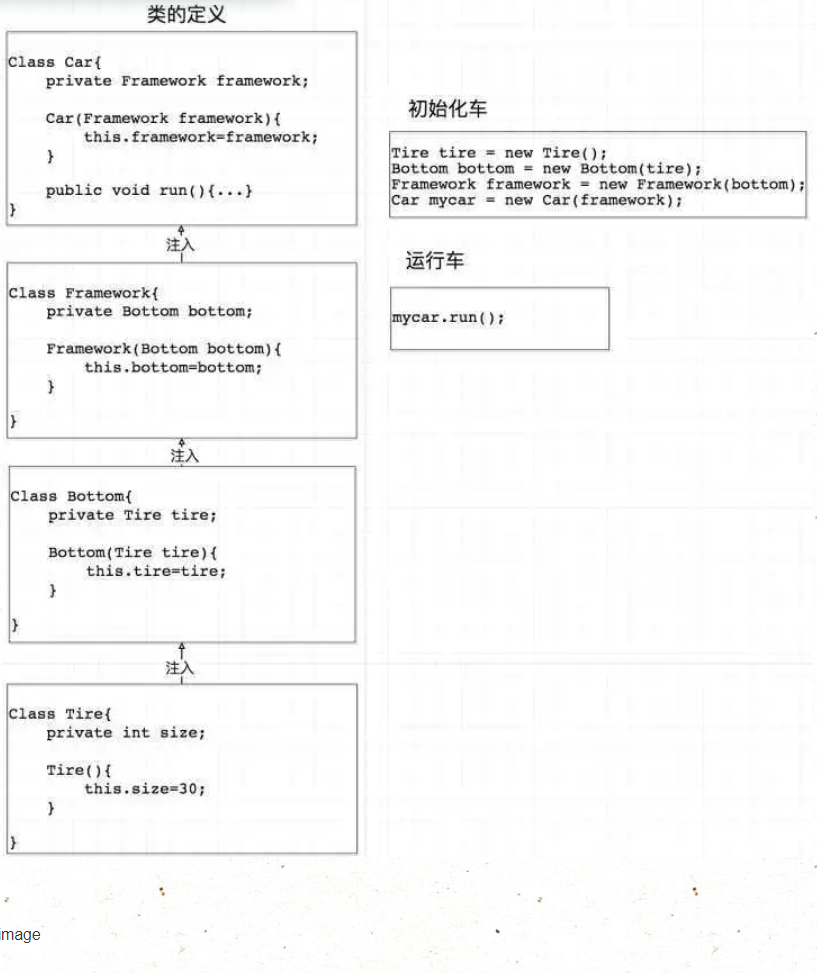 类的定义
Class Car{
private Framework framework;
Car(Framework framework){
this.framework=framework;
}
public void run(){...}
}
注入
Class Framework{
private Bottom bottom;
Framework(Bottom bottom){
this.bottom=bottom;
}
}
注入
Class Bottom{
private Tire tire;
Bottom(Tire tire){
this.tire=tire;
}
}
注入
Class Tire{
private int size;
Tire(){
this.size=30;
}
}
初始化车
Tire tire = new Tire();
Bottom bottom = new Bottom(tire);
Framework framework = new Framework(bottom);
Car mycar = new Car(framework);
运行车
mycar.run();
image